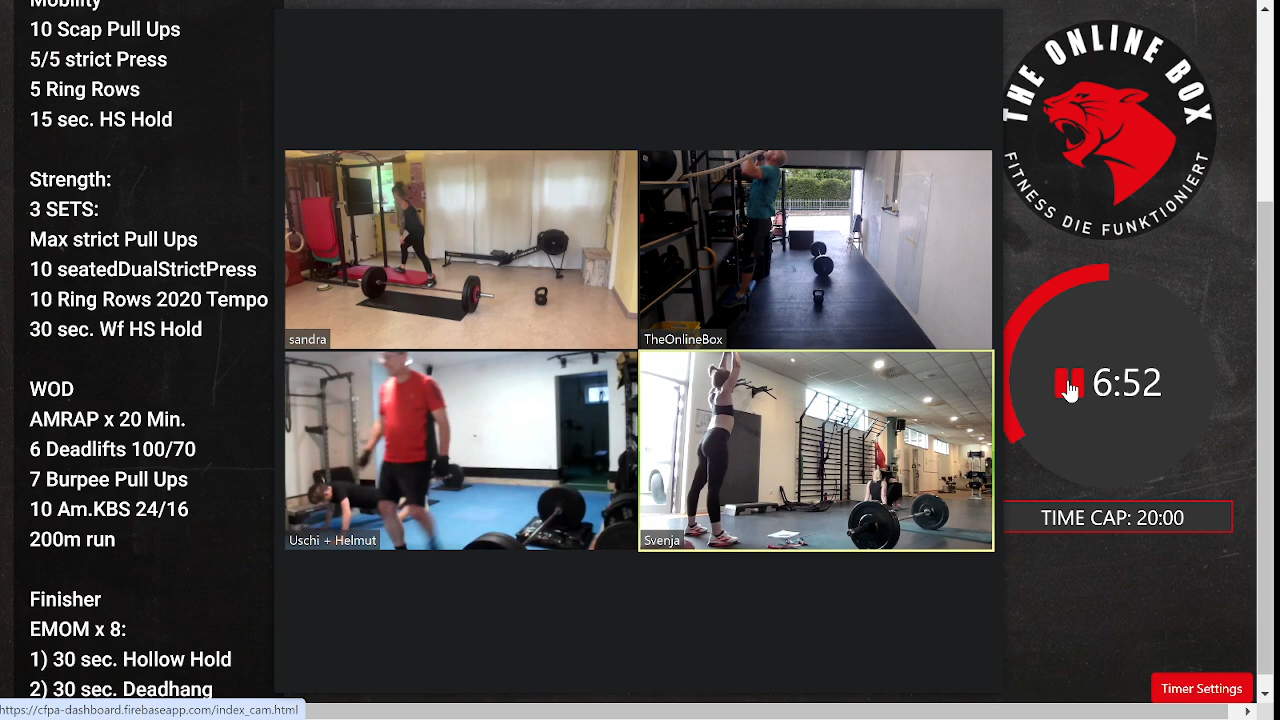 Mobility
10 Scap Pull Ups
5/5 strict Press
5 Ring Rows
15 sec. HS Hold
Strength:
3 SETS:
Max strict Pull Ups
10 seatedDualStrictPress
10 Ring Rows 2020 Tempo
30 sec. Wf HS Hold
WOD
AMRAP x 20 Min.
6 Deadlifts 100/70
7 Burpee Pull Ups
10 Am.KBS 24/16
200m run
Finisher
EMOM x 8:
1) 30 sec. Hollow Hold
2) 30 sec. Deadhang
https://cfpa-dashboard.firebaseapp.com/index_cam.html
sandra
TheOnlineBox
Uschi + Helmut
Svenja
THE ONLINE BOX
FITNESS DIE FUNKTIONIERT
6:52
TIME CAP: 20:00
Timer Settings